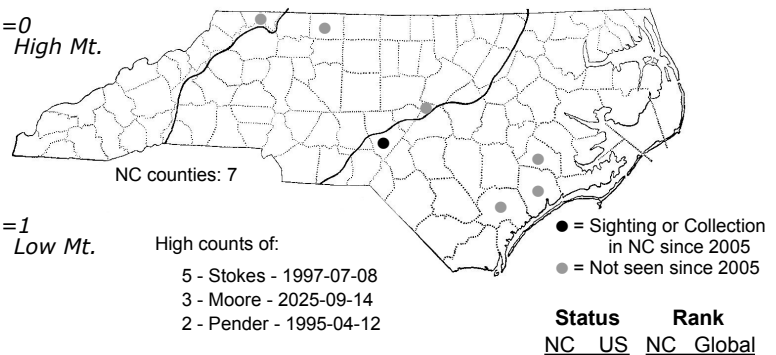 =0
High Mt.
NC counties: 7
=1
Low Mt.
High counts of:
5 - Stokes - 1997-07-08
3 - Moore - 2025-09-14
2 - Pender - 1995-04-12
● = Sighting or Collection
in NC since 2005
● = Not seen since 2005
Status Rank
NC US NC Global